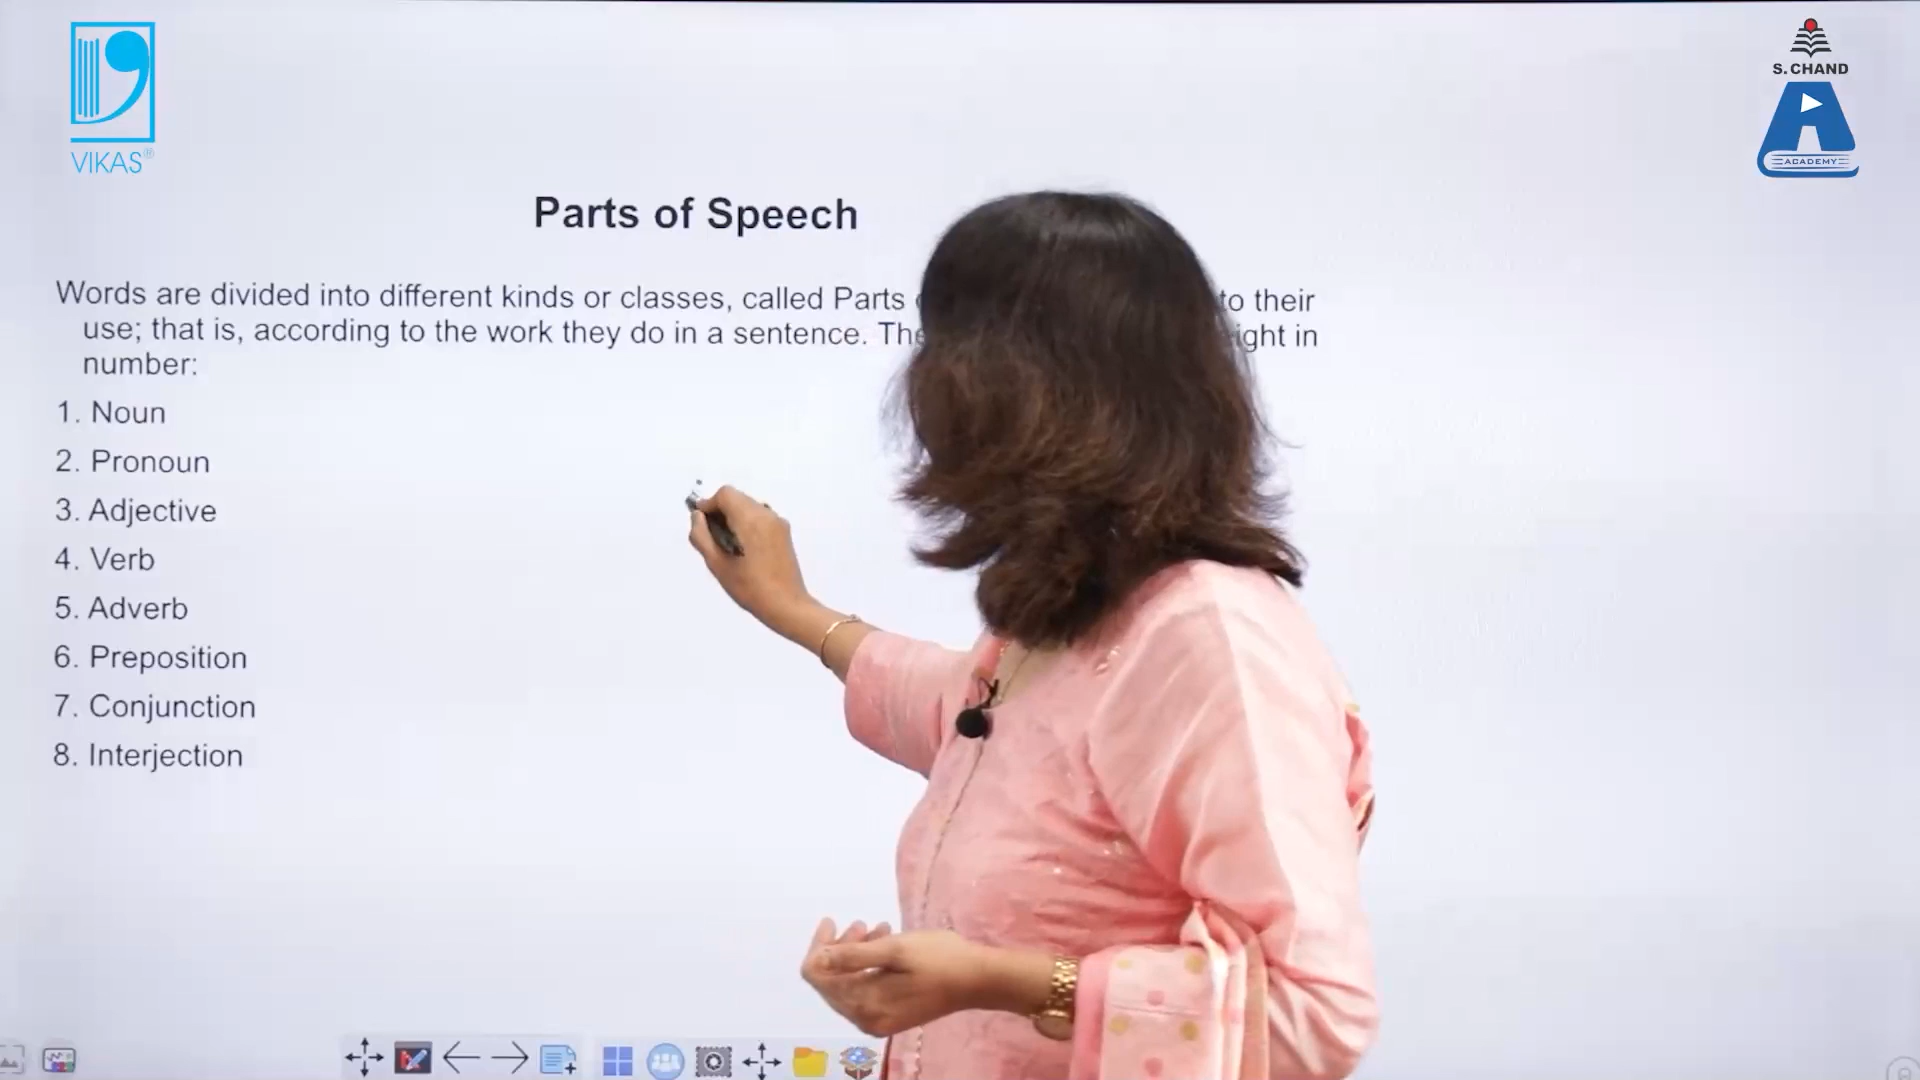 VIKAS®
S. CHAND
ACADEMY
Parts of Speech
Words are divided into different kinds or classes, called Parts to their
use; that is, according to the work they do in a sentence. in
number:
1. Noun
2. Pronoun
3. Adjective
4. Verb
5. Adverb
6. Preposition
7. Conjunction
8. Interjection